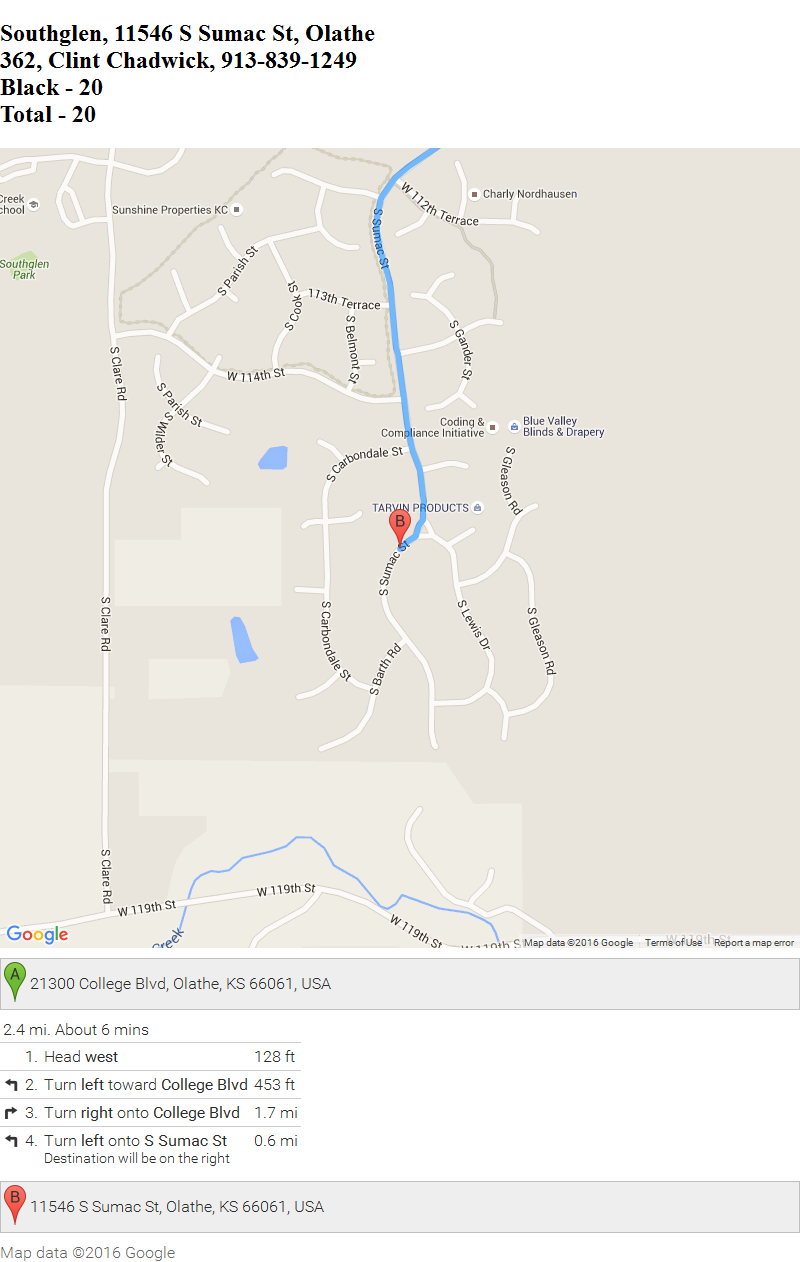 Southglen, 11546 S Sumac St, Olathe
362, Clint Chadwick, 913-839-1249
Black - 20
Total - 20
Creek
chool
Sunshine Properties KC
W 112th Terrace
Charly Nordhausen
S Sumac St
Southglen
Park
S Parish St
S Cook St
113th Terrace
S Belmont St
S Gander St
S Clare Rd
W 114th St
S Parish St
S Wilder St
Coding &
Compliance Initiative
Blue Valley
Blinds & Drapery
S Carbondale St
S Gleason Rd
TARVIN PRODUCTS
B
S Sumac St
S Clare Rd
S Carbondale St
S Lewis Dr
S Gleason Rd
S Barth Rd
S Clare Rd
W 119th St
W 119th St
W 119th St
W 119th St
W 119th St
Creek
Google
Map data ©2016 Google Terms of Use Report a map error
A 21300 College Blvd, Olathe, KS 66061, USA
2.4 mi. About 6 mins
1. Head west 128 ft
2. Turn left toward College Blvd 453 ft
3. Turn right onto College Blvd 1.7 mi
4. Turn left onto S Sumac St 0.6 mi
Destination will be on the right
B 11546 S Sumac St, Olathe, KS 66061, USA
Map data ©2016 Google